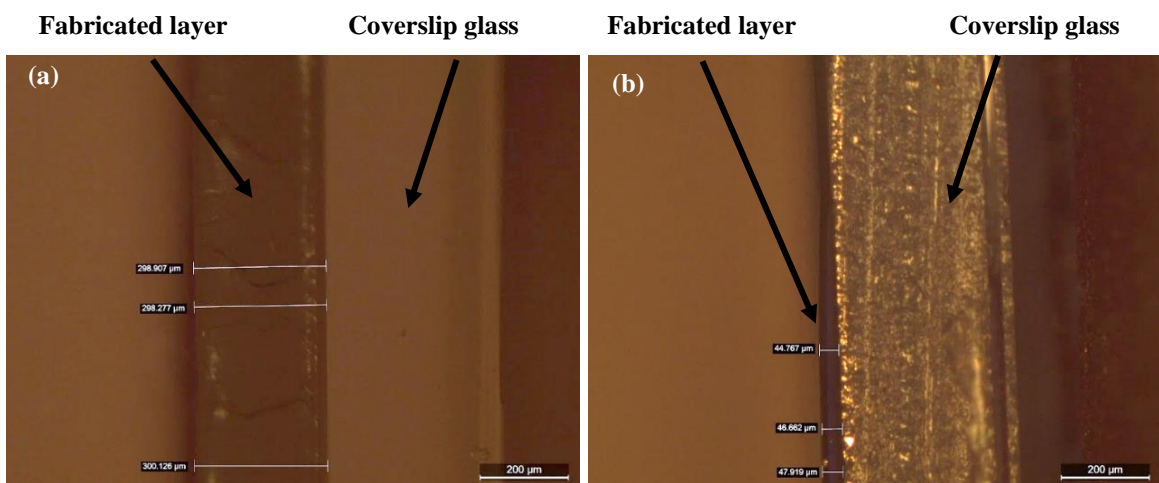 Fabricated layer
Coverslip glass
Fabricated layer
Coverslip glass
(a)
(b)
298.907 µm
298.277 µm
300.126 µm
200 µm
44.767 µm
46.662 µm
47.919 µm
200 µm